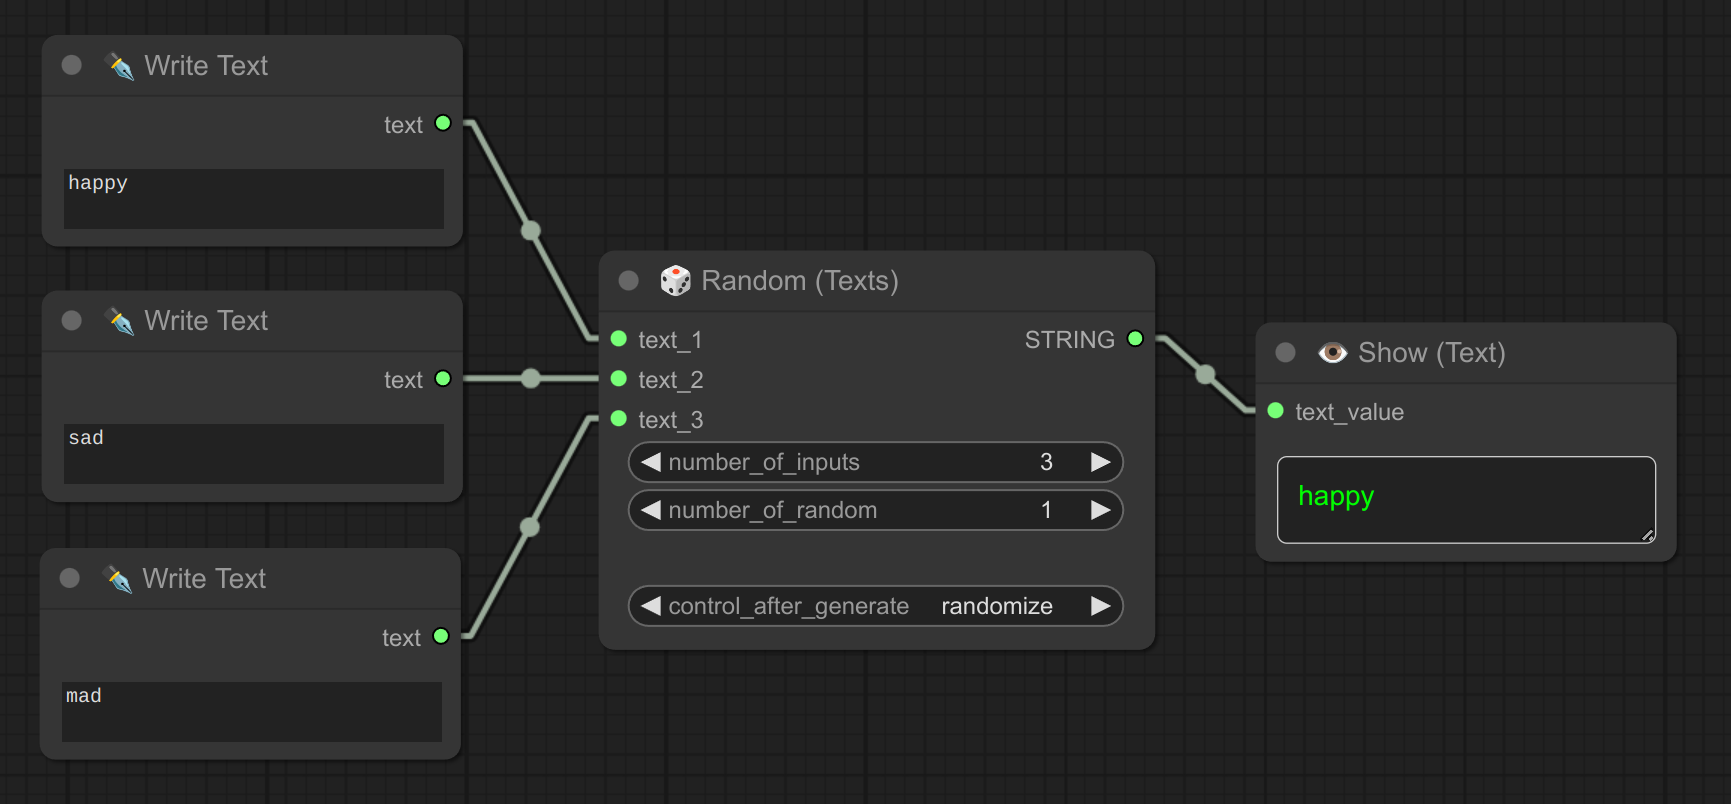 Write Text
text
happy
Write Text
text
sad
Write Text
text
mad
Random (Texts)
text_1 STRING
text_2
text_3
number_of_inputs 3
number_of_random 1
control_after_generate randomize
Show (Text)
text_value
happy